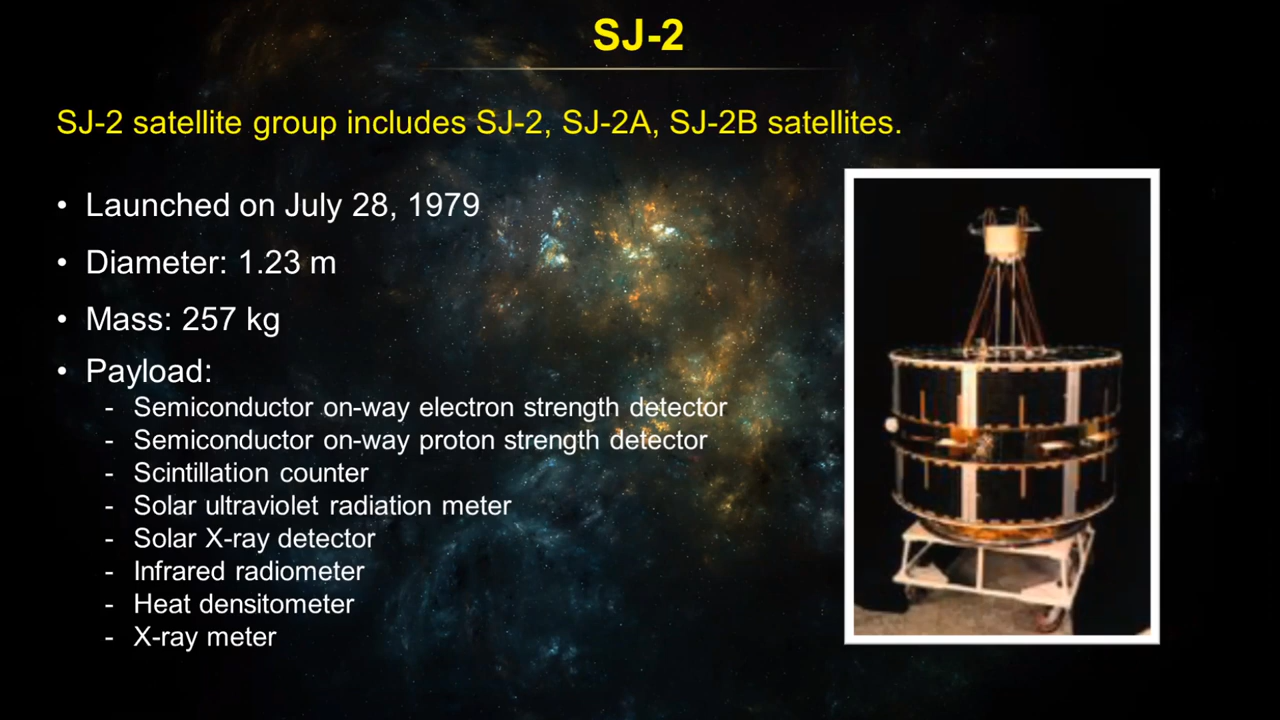 SJ-2
SJ-2 satellite group includes SJ-2, SJ-2A, SJ-2B satellites.
• Launched on July 28, 1979
• Diameter: 1.23 m
• Mass: 257 kg
• Payload:
- Semiconductor on-way electron strength detector
- Semiconductor on-way proton strength detector
- Scintillation counter
- Solar ultraviolet radiation meter
- Solar X-ray detector
- Infrared radiometer
- Heat densitometer
- X-ray meter